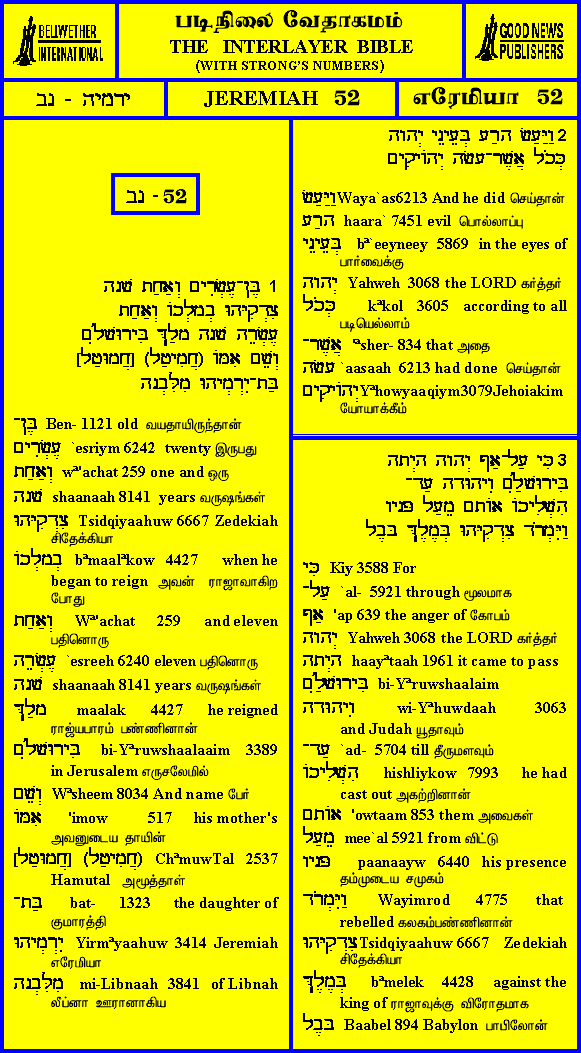 BELLWETHER
INTERNATIONAL
படிநிலை வேதாகமம்
THE INTERLAYER BIBLE
(WITH STRONG'S NUMBERS)
GOOD NEWS
PUBLISHERS
ירמיה - נב
JEREMIAH 52
எரேமியா 52
נב - 52
1 בֶּן־עֶשְׂרִים וְאַחַת שָׁנָה
צִדְקִיָּהוּ בְמָלְכוֹ וְאַחַת
עֶשְׂרֵה שָׁנָה מָלַךְ בִּירוּשָׁלִָם
וְשֵׁם אִמּוֹ (חֲמִיטַל) [חֲמוּטַל]
בַּת־יִרְמְיָהוּ מִלִּבְנָה
בֶּן־ Ben- 1121 old வயதாயிருந்தான்
עֶשְׂרִים `esriym 6242 twenty இருபது
וְאַחַת wª'achat 259 one and ஒரு
שָׁנָה shaanaah 8141 years வருஷங்கள்
צִדְקִיָּהוּ Tsidqiyaahuw 6667 Zedekiah
சிதேக்கியா
בְמָלְכוֹ bªmaalªkow 4427 when he
began to reign அவன் ராஜாவாகிற
போது
וְאַחַת Wª'achat 259 and eleven
பதினொரு
עֶשְׂרֵה `esreeh 6240 eleven பதினொரு
שָׁנָה shaanaah 8141 years வருஷங்கள்
מָלַךְ maalak 4427 he reigned
ராஜ்யபாரம் பண்ணினான்
בִּירוּשָׁלִַם bi-Yªruwshaalaaim 3389
in Jerusalem எருசலேமில்
וְשֵׁם Wªsheem 8034 And name பேர்
אִמּוֹ 'imow 517 his mother's
அவனுடைய தாயின்
(חֲמִיטַל) [חֲמוּטַל] ChªmuwTal 2537
Hamutal அமூத்தாள்
בַּת־ bat- 1323 the daughter of
குமாரத்தி
יִרְמְיָהוּ Yirmªyaahuw 3414 Jeremiah
எரேமியா
מִלִּבְנָה mi-Libnaah 3841 of Libnah
லீப்னா ஊரானாகிய
2 וַיַּעַשׂ הָרַע בְּעֵינֵי יְהוָה
כְּכֹל אֲשֶׁר־עָשָׂה יְהוֹיָקִים
וַיַּעַשׂ Waya`as6213 And he did செய்தான்
הָרַע haara` 7451 evil பொல்லாப்பு
בְּעֵינֵי bª`eeyneey 5869 in the eyes of
பார்வைக்கு
יְהוָה Yahweh 3068 the LORD கர்த்தர்
כְּכֹל kªkol 3605 according to all
படியெல்லாம்
אֲשֶׁר־ ªsher- 834 that அதை
עָשָׂה `aasaah 6213 had done செய்தான்
יְהוֹיָקִים Yªhowyaaqiym3079Jehoiakim
யோயாக்கீம்
3 כִּי עַל־אַף יְהוָה הָיְתָה
בִּירוּשָׁלִַם וִיהוּדָה עַד־
הִשְׁלִיכוֹ אוֹתָם מֵעַל פָּנָיו
וַיִּמְרֹד צִדְקִיָּהוּ בְּמֶלֶךְ בָּבֶל
כִּי Kiy 3588 For
עַל־ `al- 5921 through மூலமாக
אַף 'ap 639 the anger of கோபம்
יְהוָה Yahweh 3068 the LORD கர்த்தர்
הָיְתָה haayªtaah 1961 it came to pass
בִּירוּשָׁלִַם bi-Yªruwshaalaim
וִיהוּדָה wi-Yªhuwdaah 3063
and Judah யூதாவும்
עַד־ `ad- 5704 till தீருமளவும்
הִשְׁלִיכוֹ hishliykow 7993 he had
cast out அகற்றினான்
אוֹתָם 'owtaam 853 them அவைகள்
מֵעַל mee`al 5921 from விட்டு
פָּנָיו paanaayw 6440 his presence
தம்முடைய சமுகம்
וַיִּמְרֹד Wayimrod 4775 that
rebelled கலகம்பண்ணினான்
צִדְקִיָּהוּ Tsidqiyaahuw 6667 Zedekiah
சிதேக்கியா
בְּמֶלֶךְ bªmelek 4428 against the
king of ராஜாவுக்கு விரோதமாக
בָּבֶל Baabel 894 Babylon பாபிலோன்